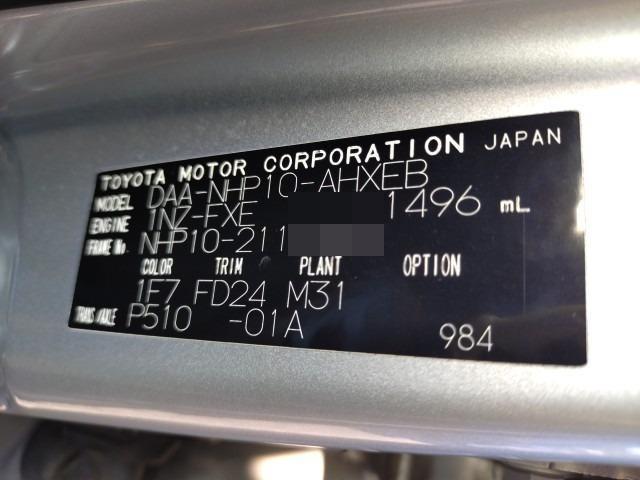 TOYOTA MOTOR CORPORATION JAPAN
MODEL DAA-NHP10-AHXEB
ENGINE 1NZ-FXE 1496 mL
FRAME No. NHP10-211
COLOR TRIM PLANT OPTION
1F7 FD24 M31
TRANS/AXLE P510 -01A 984